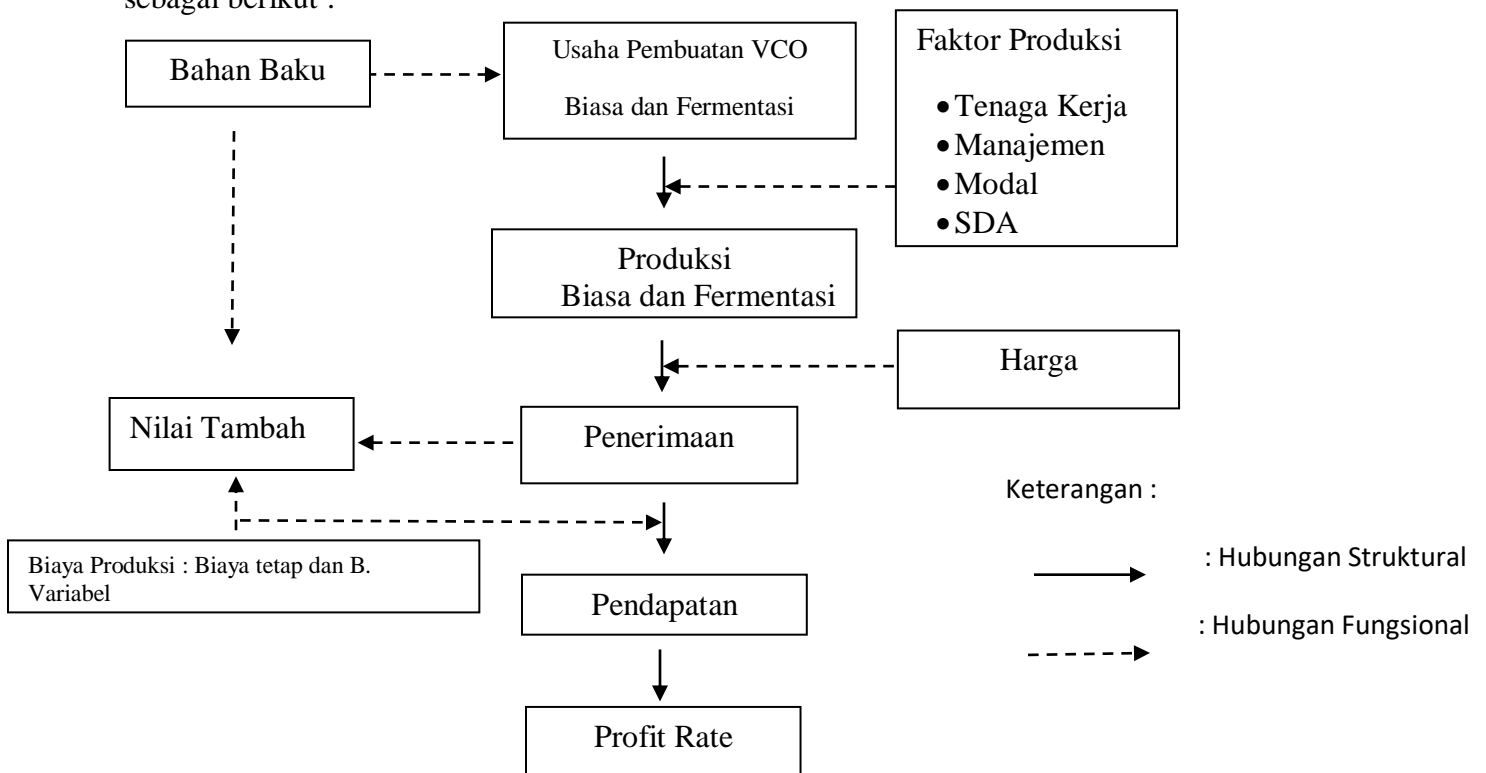 sebagai berikut :
Bahan Baku
Usaha Pembuatan VCO
Biasa dan Fermentasi
Faktor Produksi
•Tenaga Kerja
•Manajemen
•Modal
•SDA
Produksi
Biasa dan Fermentasi
Harga
Nilai Tambah
Penerimaan
Keterangan :
Biaya Produksi : Biaya tetap dan B.
Variabel
: Hubungan Struktural
Pendapatan
: Hubungan Fungsional
Profit Rate